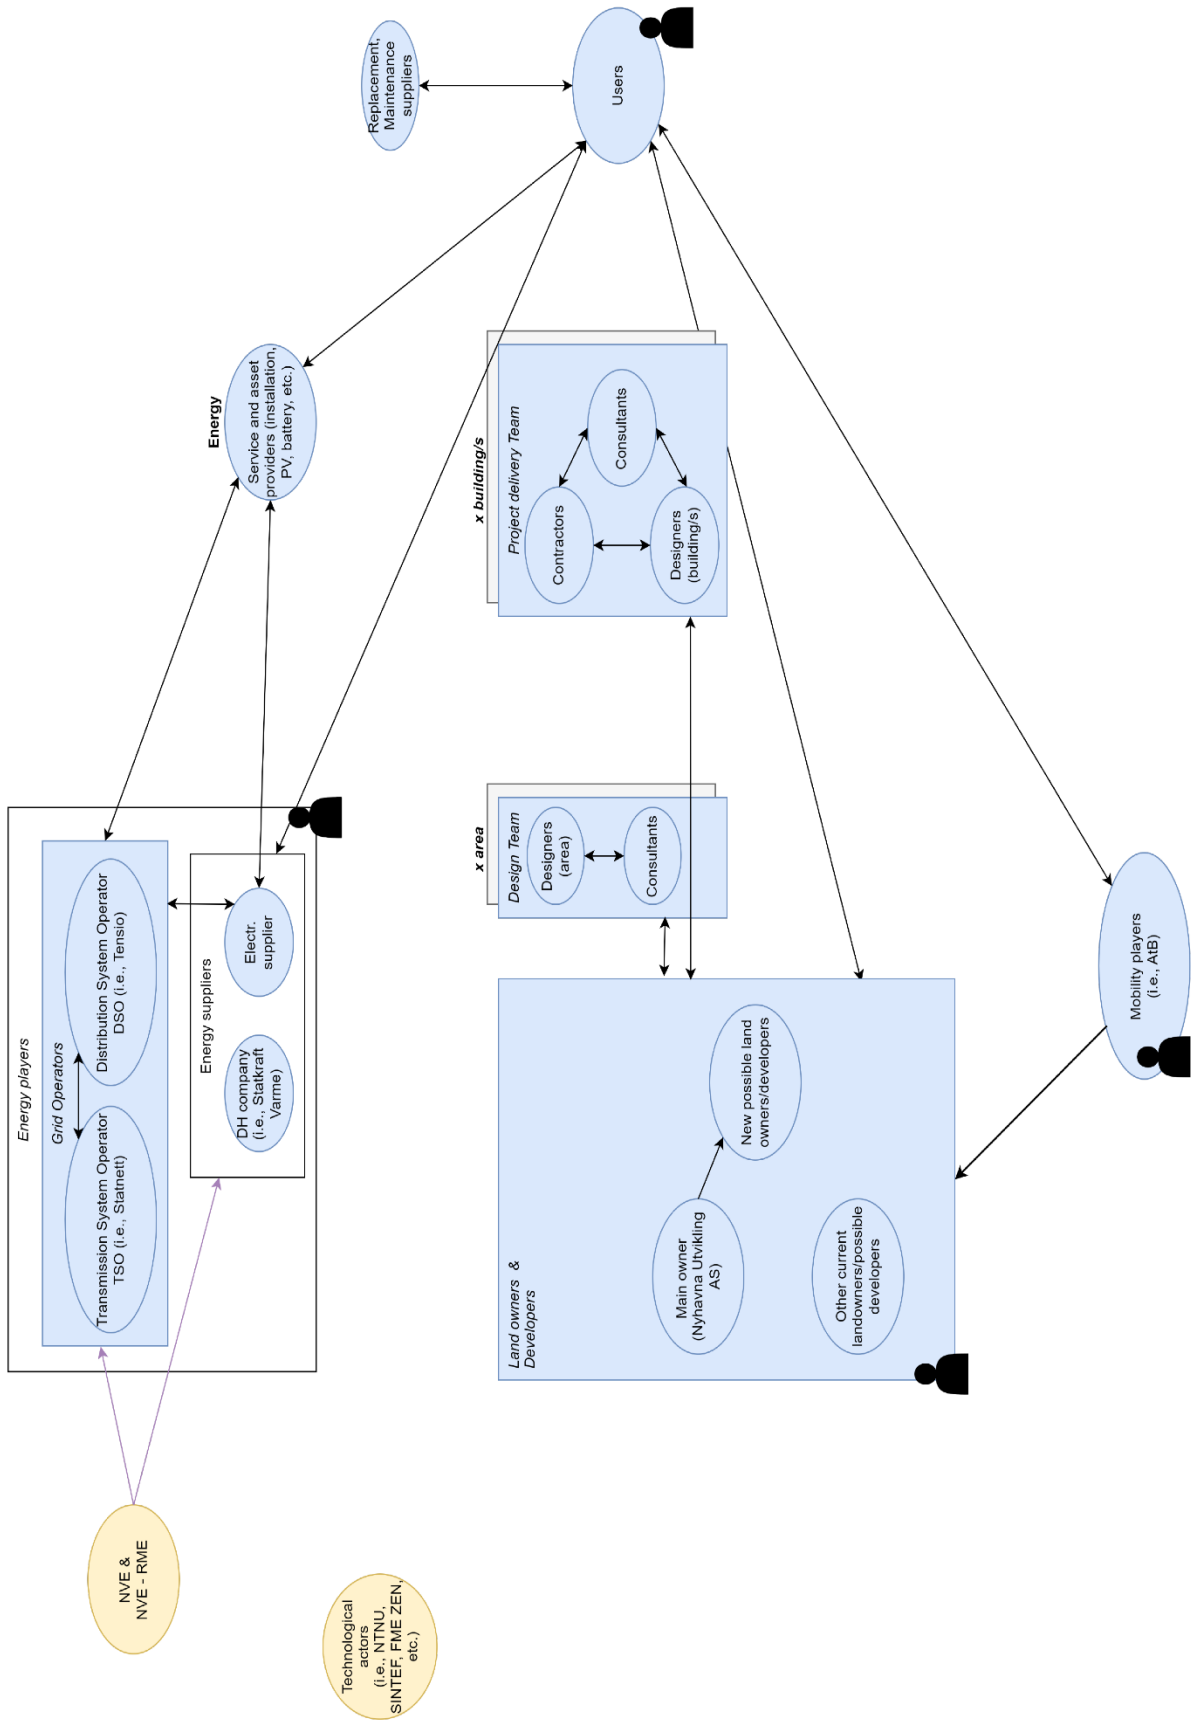 NVE &
NVE - RME
Technological
actors
(i.e., NTNU,
SINTEF, FME ZEN,
etc.)
Energy players
Grid Operators
Transmission System Operator
TSO (i.e., Statnett)
Distribution System Operator
DSO (i.e., Tensio)
Energy suppliers
DH company
(i.e., Statkraft
Varme)
Electr.
supplier
Energy
Service and asset
providers (installation,
PV, battery, etc.)
Replacement,
Maintenance
suppliers
Users
Land owners &
Developers
Main owner
(Nyhavna Utvikling
AS)
New possible land
owners/developers
Other current
landowners/possible
developers
x area
Design Team
Designers
(area)
Consultants
x building/s
Project delivery Team
Contractors
Consultants
Designers
(building/s)
Mobility players
(i.e., AtB)